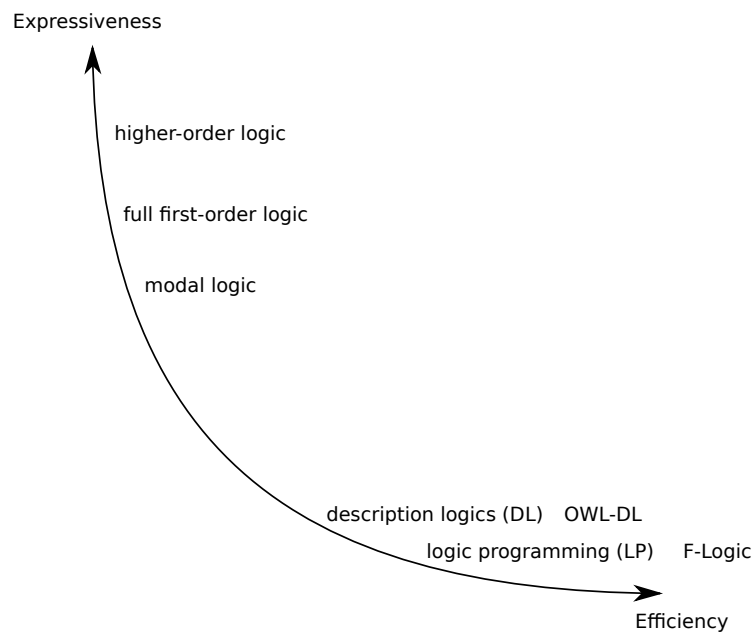 Expressiveness
higher-order logic
full first-order logic
modal logic
description logics (DL) OWL-DL
logic programming (LP) F-Logic
Efficiency